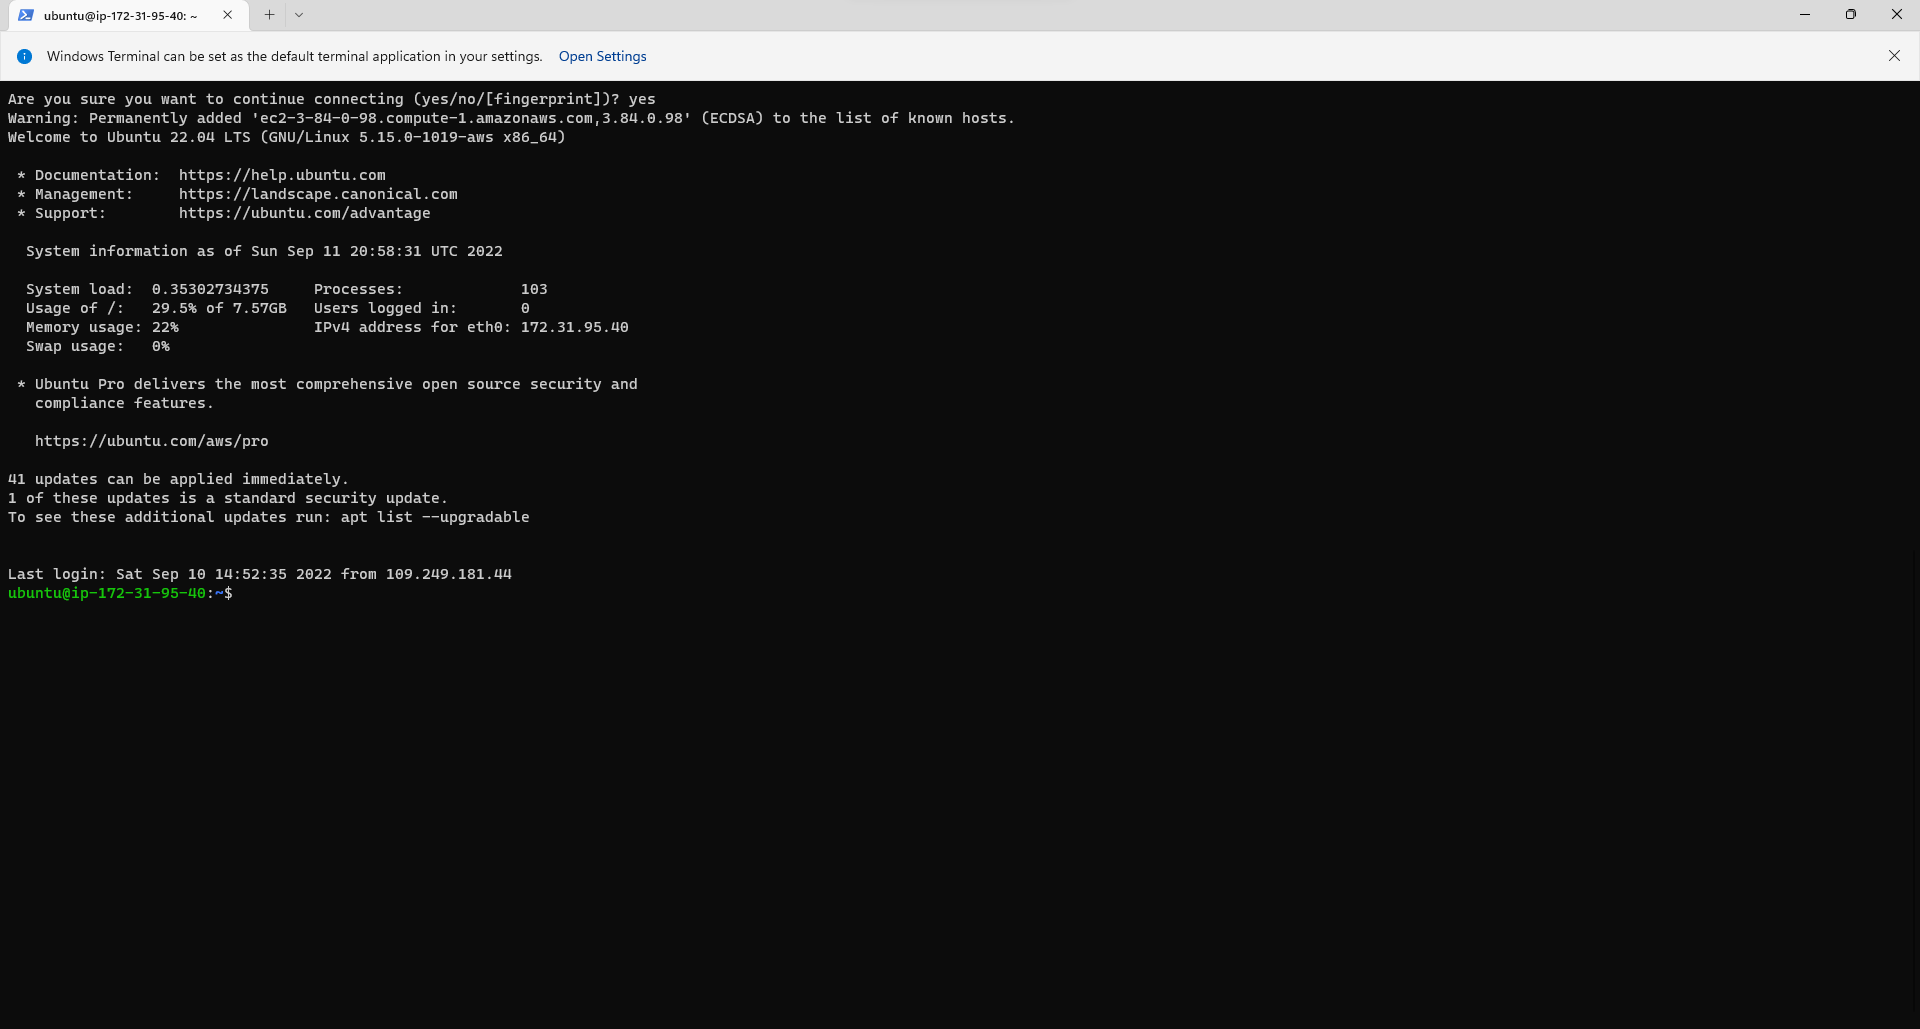 ubuntu@ip-172-31-95-40: ~
Windows Terminal can be set as the default terminal application in your settings. Open Settings
Are you sure you want to continue connecting (yes/no/[fingerprint])? yes
Warning: Permanently added 'ec2-3-84-0-98.compute-1.amazonaws.com,3.84.0.98' (ECDSA) to the list of known hosts.
Welcome to Ubuntu 22.04 LTS (GNU/Linux 5.15.0-1019-aws x86_64)
* Documentation:  https://help.ubuntu.com
* Management:     https://landscape.canonical.com
* Support:        https://ubuntu.com/advantage
System information as of Sun Sep 11 20:58:31 UTC 2022
System load:  0.35302734375     Processes:             103
Usage of /:   29.5% of 7.57GB   Users logged in:       0
Memory usage: 22%               IPv4 address for eth0: 172.31.95.40
Swap usage:   0%
* Ubuntu Pro delivers the most comprehensive open source security and
compliance features.
https://ubuntu.com/aws/pro
41 updates can be applied immediately.
1 of these updates is a standard security update.
To see these additional updates run: apt list --upgradable
Last login: Sat Sep 10 14:52:35 2022 from 109.249.181.44
ubuntu@ip-172-31-95-40:~$